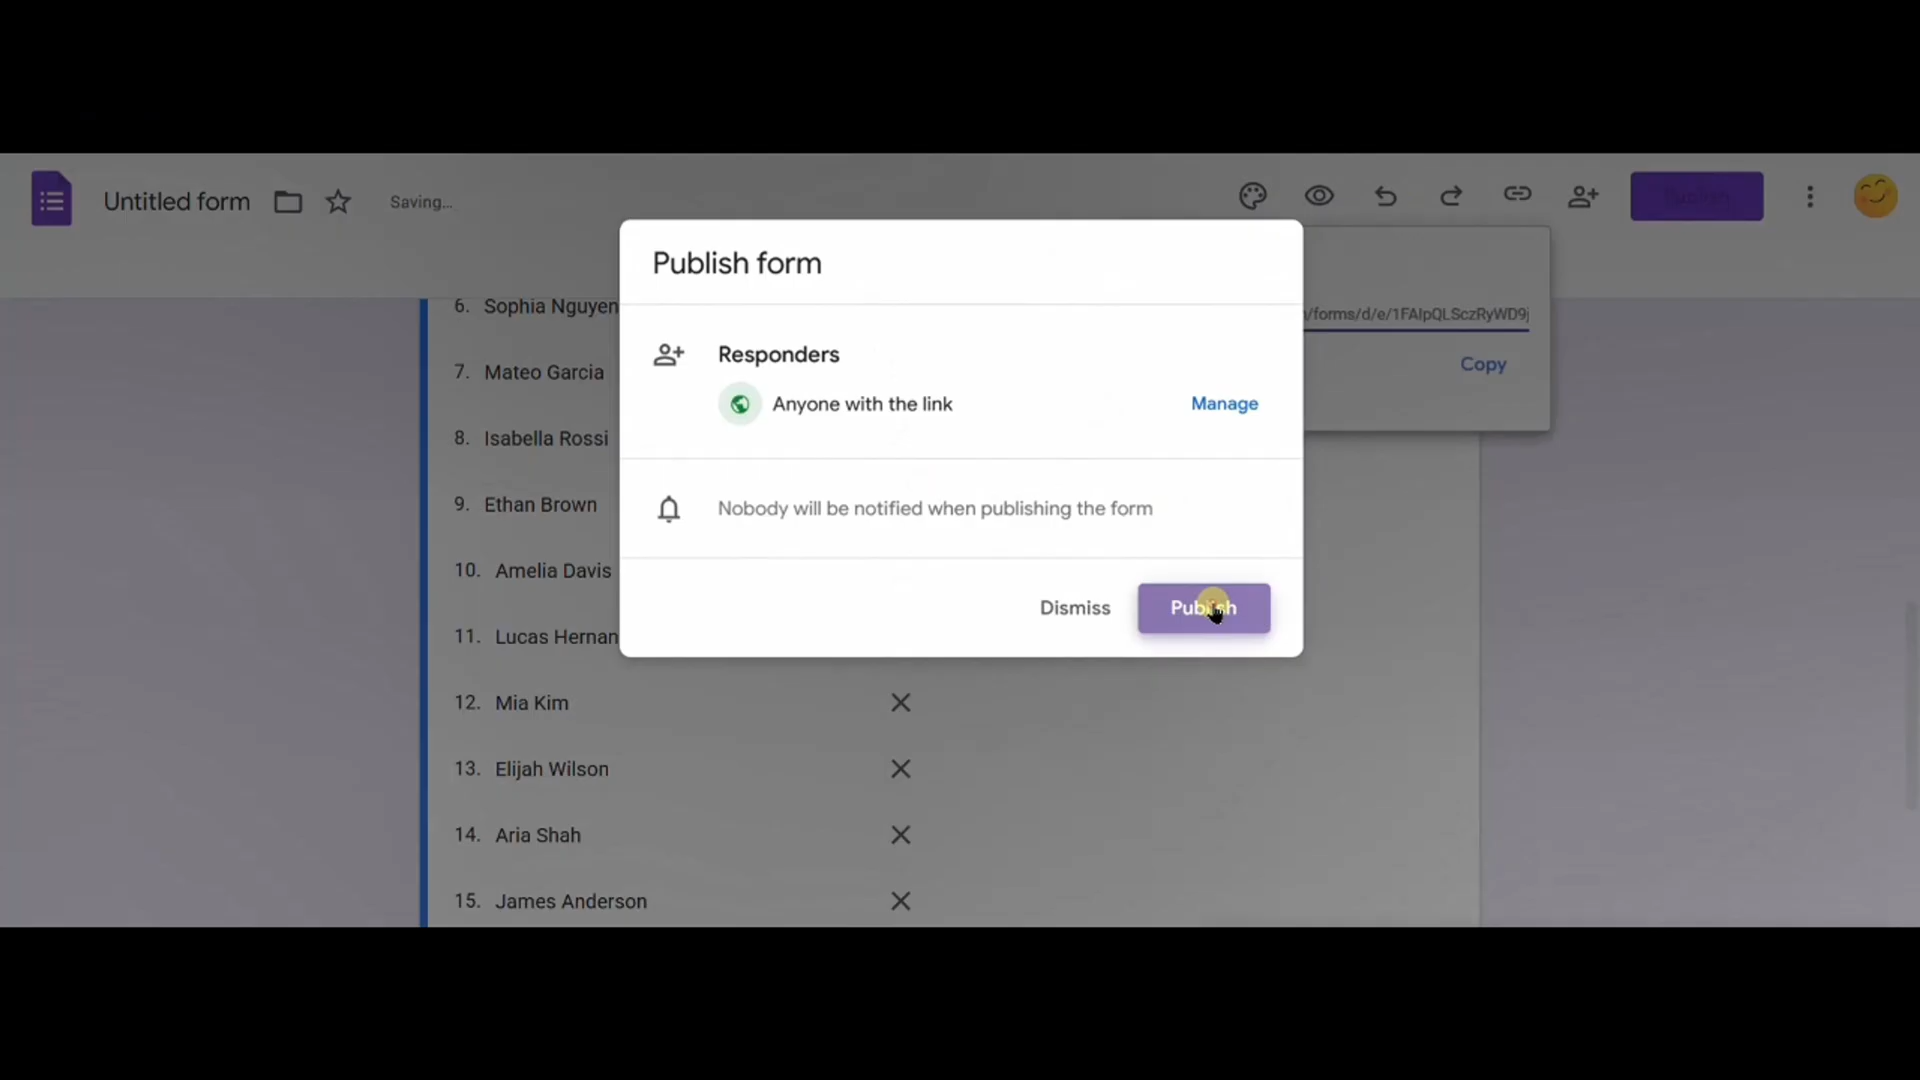 Untitled form
Saving...
Publish
Publish form
Responders
Anyone with the link
Manage
Nobody will be notified when publishing the form
Dismiss
Publish
/forms/d/e/1FAIpQLSczRyWD9j
Copy
6. Sophia Nguyen
7. Mateo Garcia
8. Isabella Rossi
9. Ethan Brown
10. Amelia Davis
11. Lucas Hernan
12. Mia Kim
13. Elijah Wilson
14. Aria Shah
15. James Anderson